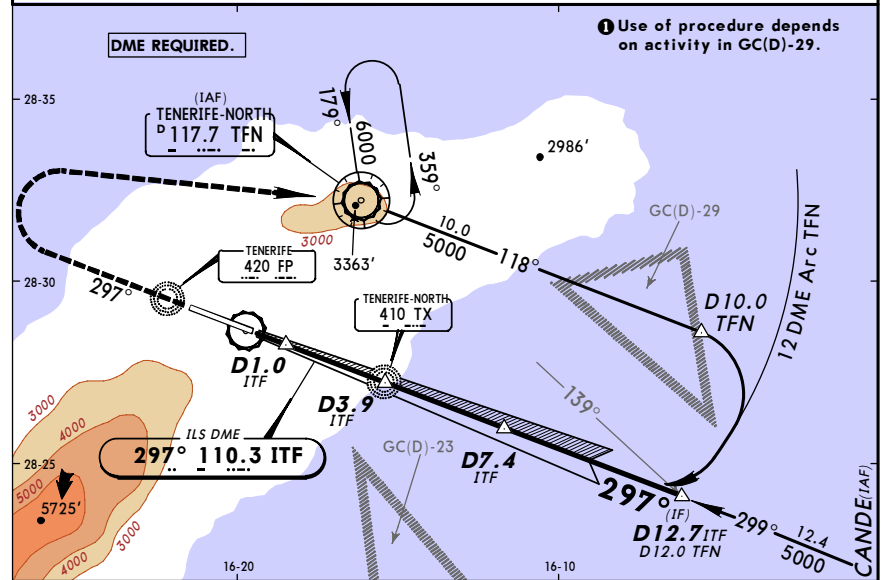 DME REQUIRED.
1 Use of procedure depends
on activity in GC(D)-29.
28-35
(IAF)
TENERIFE-NORTH
D 117.7 TFN
179°
6000
359°
2986'
3000
3363'
10.0
5000
118°
GC(D)-29
12 DME Arc TFN
28-30
297°
TENERIFE
420 FP
TENERIFE-NORTH
410 TX
D10.0
TFN
D1.0
ITF
D3.9
ITF
139°
3000
4000
ILS DME
297° 110.3 ITF
GC(D)-23
D7.4
ITF
28-25
5000
5725'
297°
(IF)
D12.7 ITF
D12.0 TFN
299°
12.4
5000
CANDE (IAF)
3000
4000
16-20
16-10